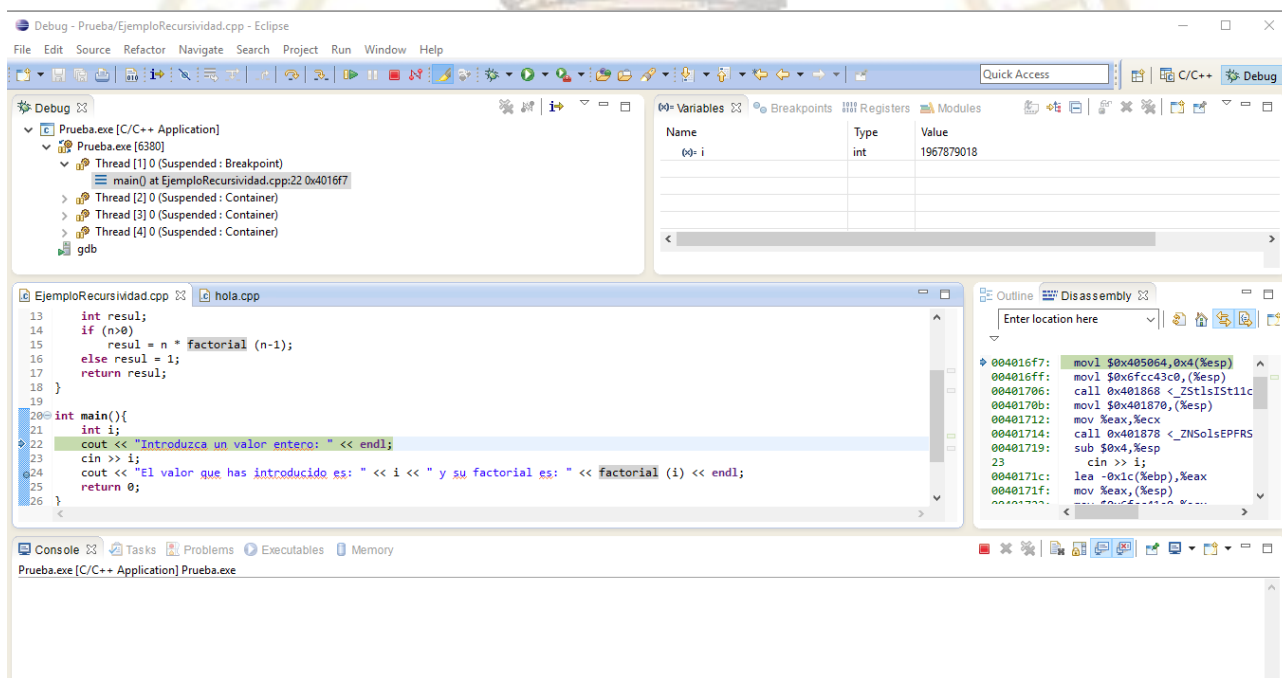 Debug - Prueba/EjemploRecursividad.cpp - Eclipse
File Edit Source Refactor Navigate Search Project Run Window Help
Quick Access
C/C++
Debug
Debug
Prueba.exe [C/C++ Application]
Prueba.exe [6380]
Thread [1] 0 (Suspended : Breakpoint)
main() at EjemploRecursividad.cpp:22 0x4016f7
Thread [2] 0 (Suspended : Container)
Thread [3] 0 (Suspended : Container)
Thread [4] 0 (Suspended : Container)
gdb
(x)= Variables Breakpoints Registers Modules
Name Type Value
(x)= i int 1967879018
EjemploRecursividad.cpp hola.cpp
13 int resul;
14 if (n>0)
15 resul = n * factorial (n-1);
16 else resul = 1;
17 return resul;
18 }
19
20 int main(){
21 int i;
22 cout << "Introduzca un valor entero: " << endl;
23 cin >> i;
24 cout << "El valor que has introducido es: " << i << " y su factorial es: " << factorial (i) << endl;
25 return 0;
26 }
Outline Disassembly
Enter location here
004016f7: movl $0x405064,0x4(%esp)
004016ff: movl $0x6fcc43c0,(%esp)
00401706: call 0x401868 <_ZStlsISt11c
0040170b: movl $0x401870,(%esp)
00401712: mov %eax,%ecx
00401714: call 0x401878 <_ZNSolsEPFRS
00401719: sub $0x4,%esp
23 cin >> i;
0040171c: lea -0x1c(%ebp),%eax
0040171f: mov %eax,(%esp)
Console Tasks Problems Executables Memory
Prueba.exe [C/C++ Application] Prueba.exe